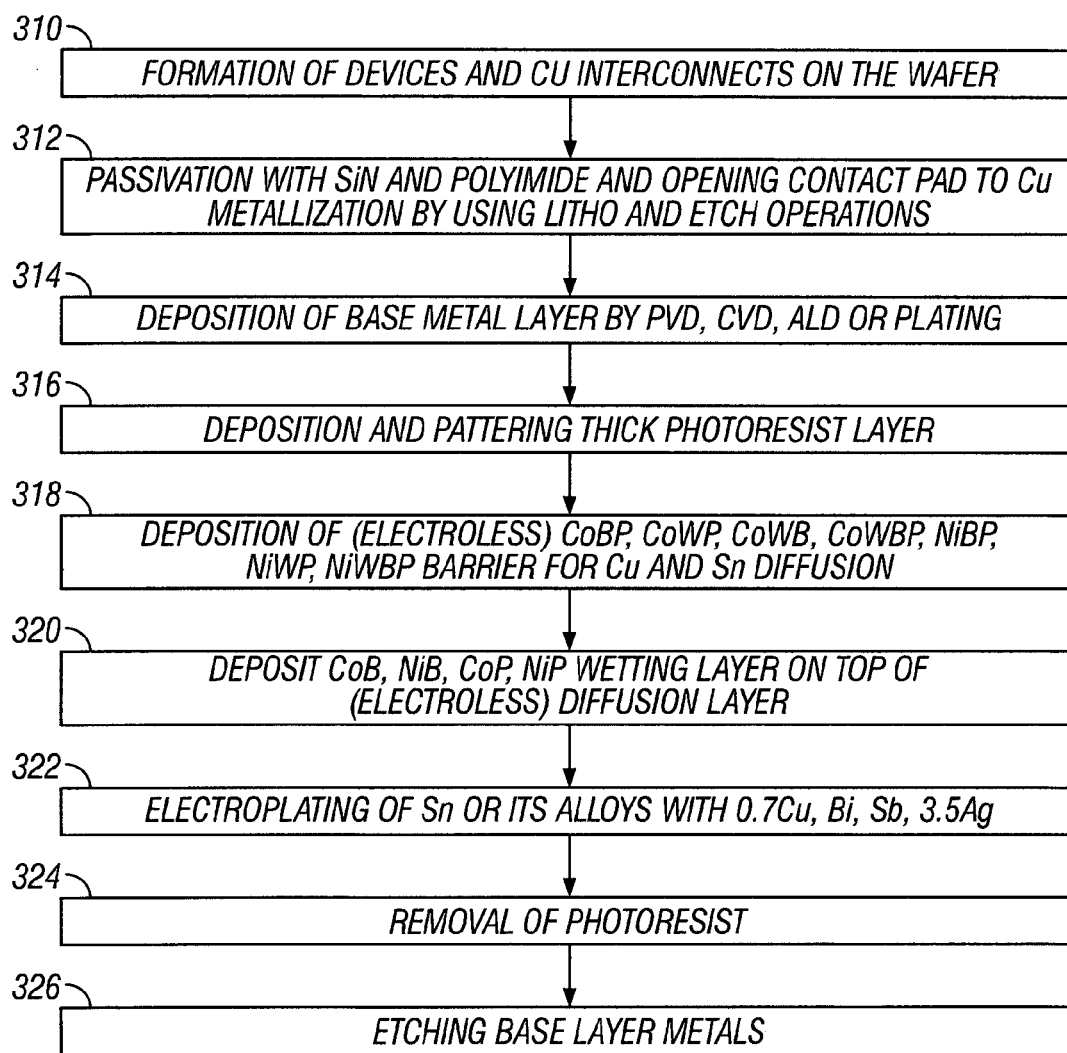 310
FORMATION OF DEVICES AND CU INTERCONNECTS ON THE WAFER
312
PASSIVATION WITH SiN AND POLYIMIDE AND OPENING CONTACT PAD TO Cu
METALLIZATION BY USING LITHO AND ETCH OPERATIONS
314
DEPOSITION OF BASE METAL LAYER BY PVD, CVD, ALD OR PLATING
316
DEPOSITION AND PATTERING THICK PHOTORESIST LAYER
318
DEPOSITION OF (ELECTROLESS) CoBP, CoWP, CoWB, CoWBP, NiBP,
NiWP, NiWBP BARRIER FOR Cu AND Sn DIFFUSION
320
DEPOSIT CoB, NiB, CoP, NiP WETTING LAYER ON TOP OF
(ELECTROLESS) DIFFUSION LAYER
322
ELECTROPLATING OF Sn OR ITS ALLOYS WITH 0.7Cu, Bi, Sb, 3.5Ag
324
REMOVAL OF PHOTORESIST
326
ETCHING BASE LAYER METALS